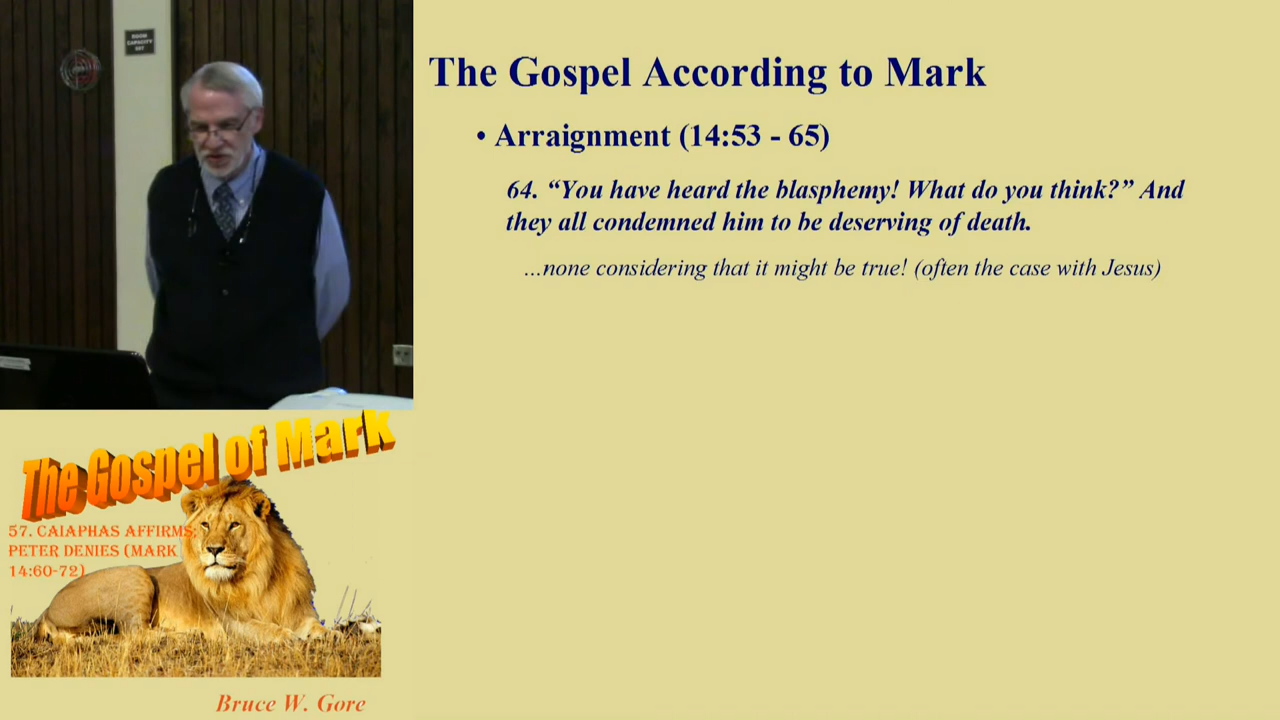 ROOM
CAPACITY
The Gospel According to Mark
• Arraignment (14:53 - 65)
64. “You have heard the blasphemy! What do you think?” And
they all condemned him to be deserving of death.
...none considering that it might be true! (often the case with Jesus)
The Gospel of Mark
57. Caiaphas Affirms;
Peter Denies (Mark
14:60-72)
Bruce W. Gore